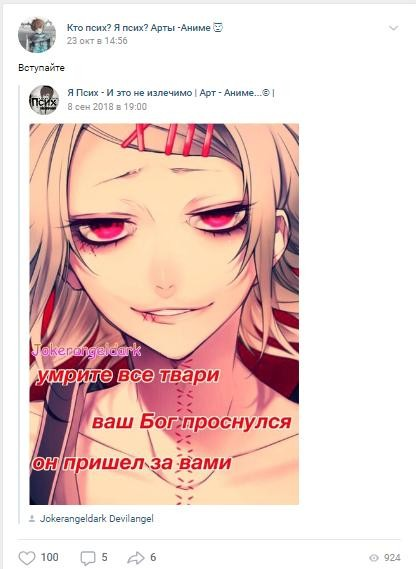 Кто псих? Я псих? Арты -Аниме
23 окт в 14:56
Вступайте
Я Псих - И это не излечимо | Арт - Аниме...© |
8 сен 2018 в 19:00
Псих
Jokerangeldark
умрите все твари
ваш Бог проснулся
он пришел за вами
Jokerangeldark Devilangel
100
5
6
924